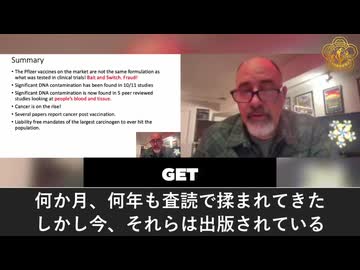 Summary
• The Pfizer vaccines on the market are not the same formulation as
what was tested in clinical trials! Bait and Switch. Fraud!
• Significant DNA contamination has been found in 10/11 studies
• Significant DNA contamination is now found in 5 peer reviewed
studies looking at people's blood and tissue.
• Cancer is on the rise!
• Several papers report cancer post vaccination.
• Liability free mandates of the largest carcinogen to ever hit the
population.
GET
何か月、何年も査読で揉まれてきた
しかし今、それらは出版されている